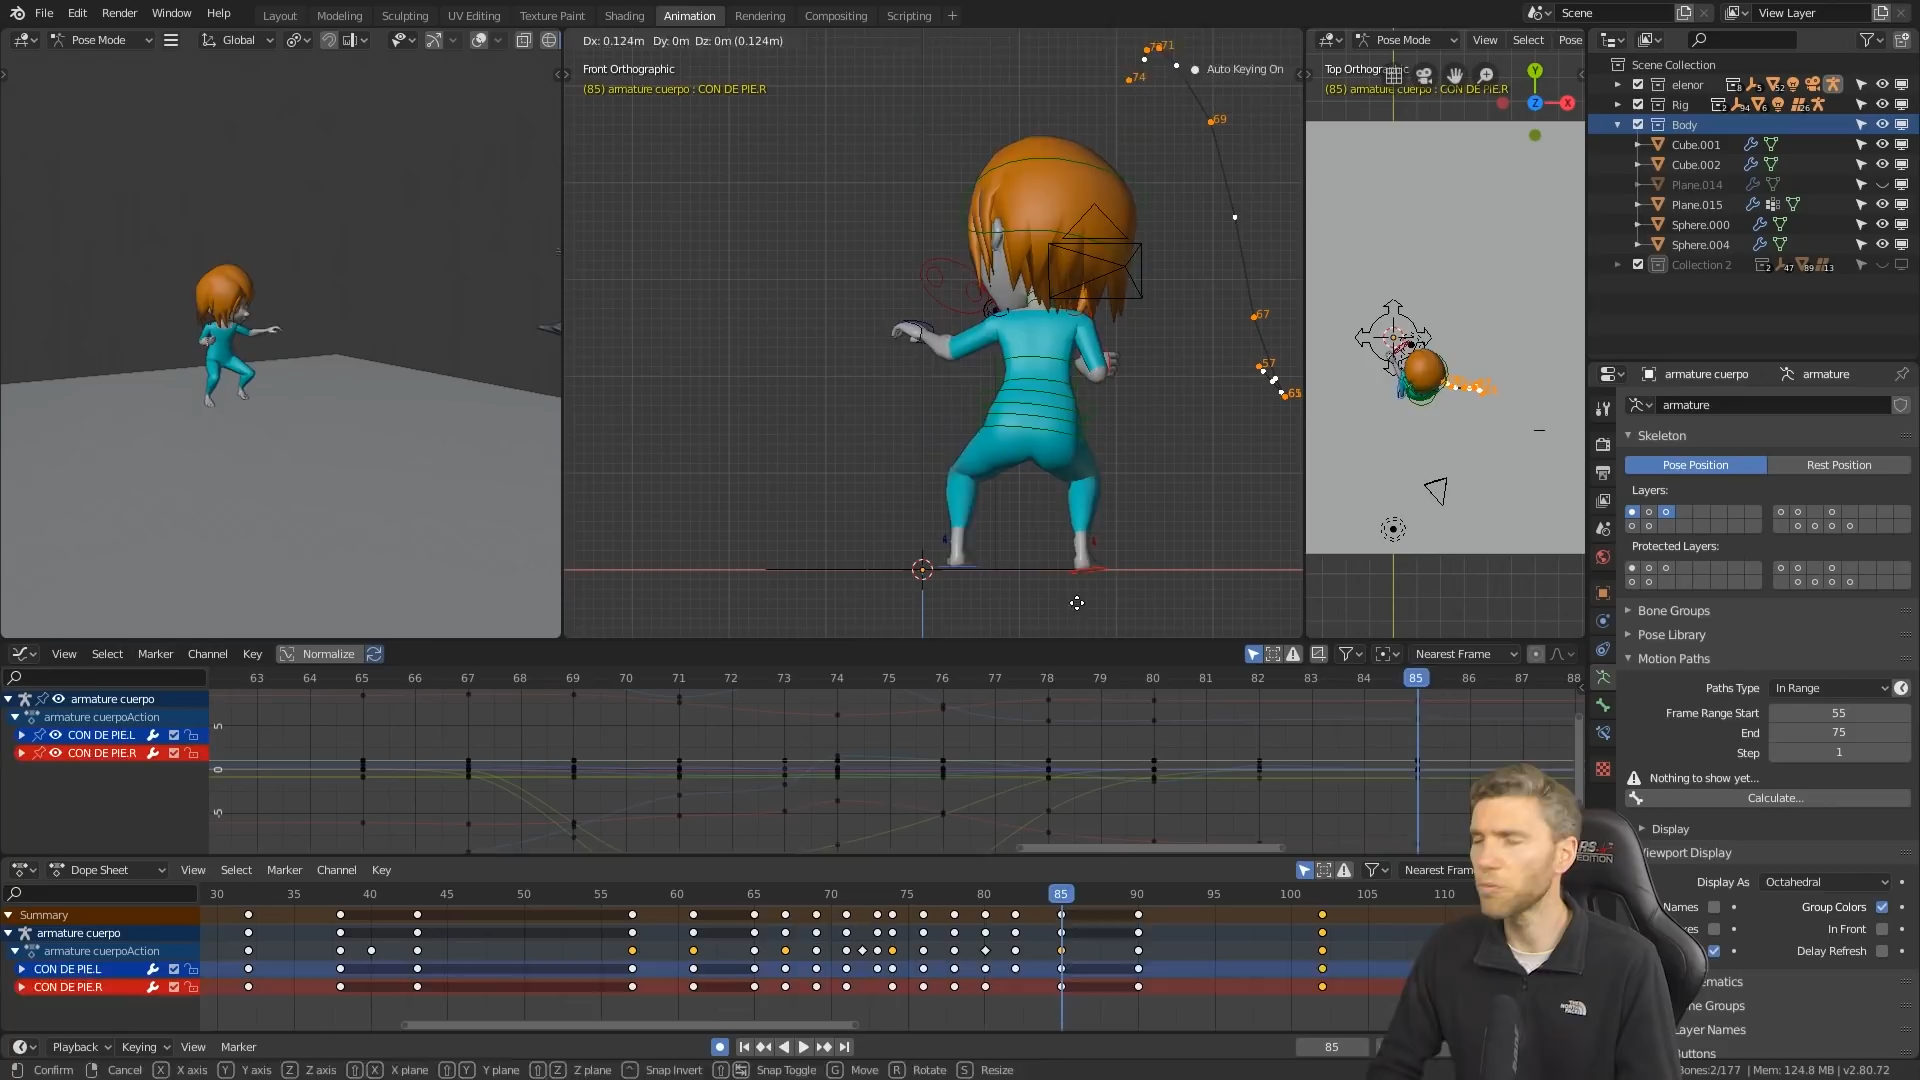 File Edit Render Window Help
Layout Modeling Sculpting UV Editing Texture Paint Shading Animation Rendering Compositing Scripting +
Scene
View Layer
Pose Mode
Global
Dx: 0.124m Dy: 0m Dz: 0m (0.124m)
Front Orthographic
(85) armature cuerpo : CON DE PIE.R
Auto Keying On
71
74
69
67
57
Pose Mode View Select Pose
Top Orthographic
(85) armature cuerpo : CON DE PIE.R
Y
Z
X
Scene Collection
elenor
Rig
Body
Cube.001
Cube.002
Plane.014
Plane.015
Sphere.000
Sphere.004
Collection 2
armature cuerpo armature
armature
Skeleton
Pose Position Rest Position
Layers:
Protected Layers:
Bone Groups
Pose Library
Motion Paths
Paths Type In Range
Frame Range Start 55
End 75
Step 1
Nothing to show yet...
Calculate...
Display
Viewport Display
Display As Octahedral
Names
Group Colors
In Front
Delay Refresh
View Select Marker Channel Key Normalize
Nearest Frame
63 64 65 66 67 68 69 70 71 72 73 74 75 76 77 78 79 80 81 82 83 84 85 86 87 88
armature cuerpo
armature cuerpoAction
CON DE PIE.L
CON DE PIE.R
5
0
-5
Dope Sheet View Select Marker Channel Key
Nearest Fram
30 35 40 45 50 55 60 65 70 75 80 85 90 95 100 105 110
Summary
armature cuerpo
armature cuerpoAction
CON DE PIE.L
CON DE PIE.R
Playback Keying View Marker
85
Confirm Cancel X X axis Y Y axis Z Z axis X X plane Y Y plane Z Z plane Snap Invert Snap Toggle G Move R Rotate S Resize
Bones:2/177 | Mem: 124.8 MB | v2.80.72
EDITION
THE NORTH FACE